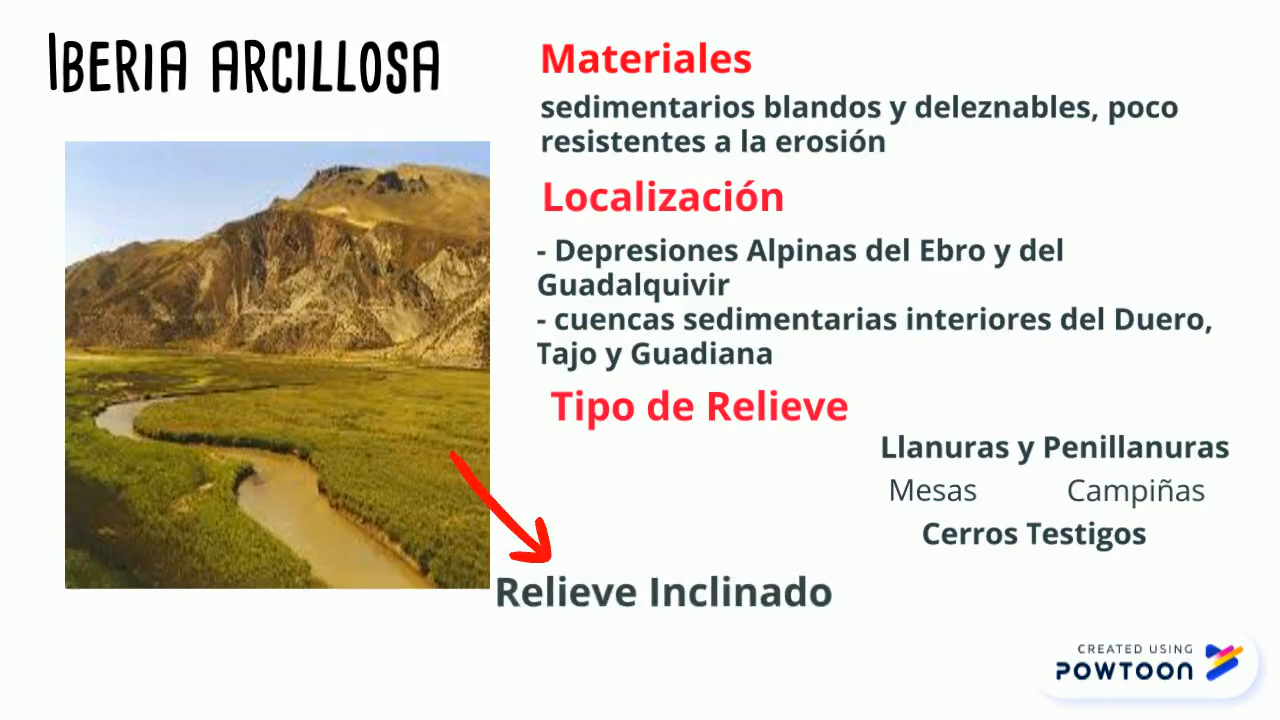 IBERIA ARCILLOSA
Materiales
sedimentarios blandos y deleznables, poco
resistentes a la erosión
Localización
- Depresiones Alpinas del Ebro y del
Guadalquivir
- cuencas sedimentarias interiores del Duero,
Tajo y Guadiana
Tipo de Relieve
Llanuras y Penillanuras
Mesas Campiñas
Cerros Testigos
Relieve Inclinado
CREATED USING
POWTOON